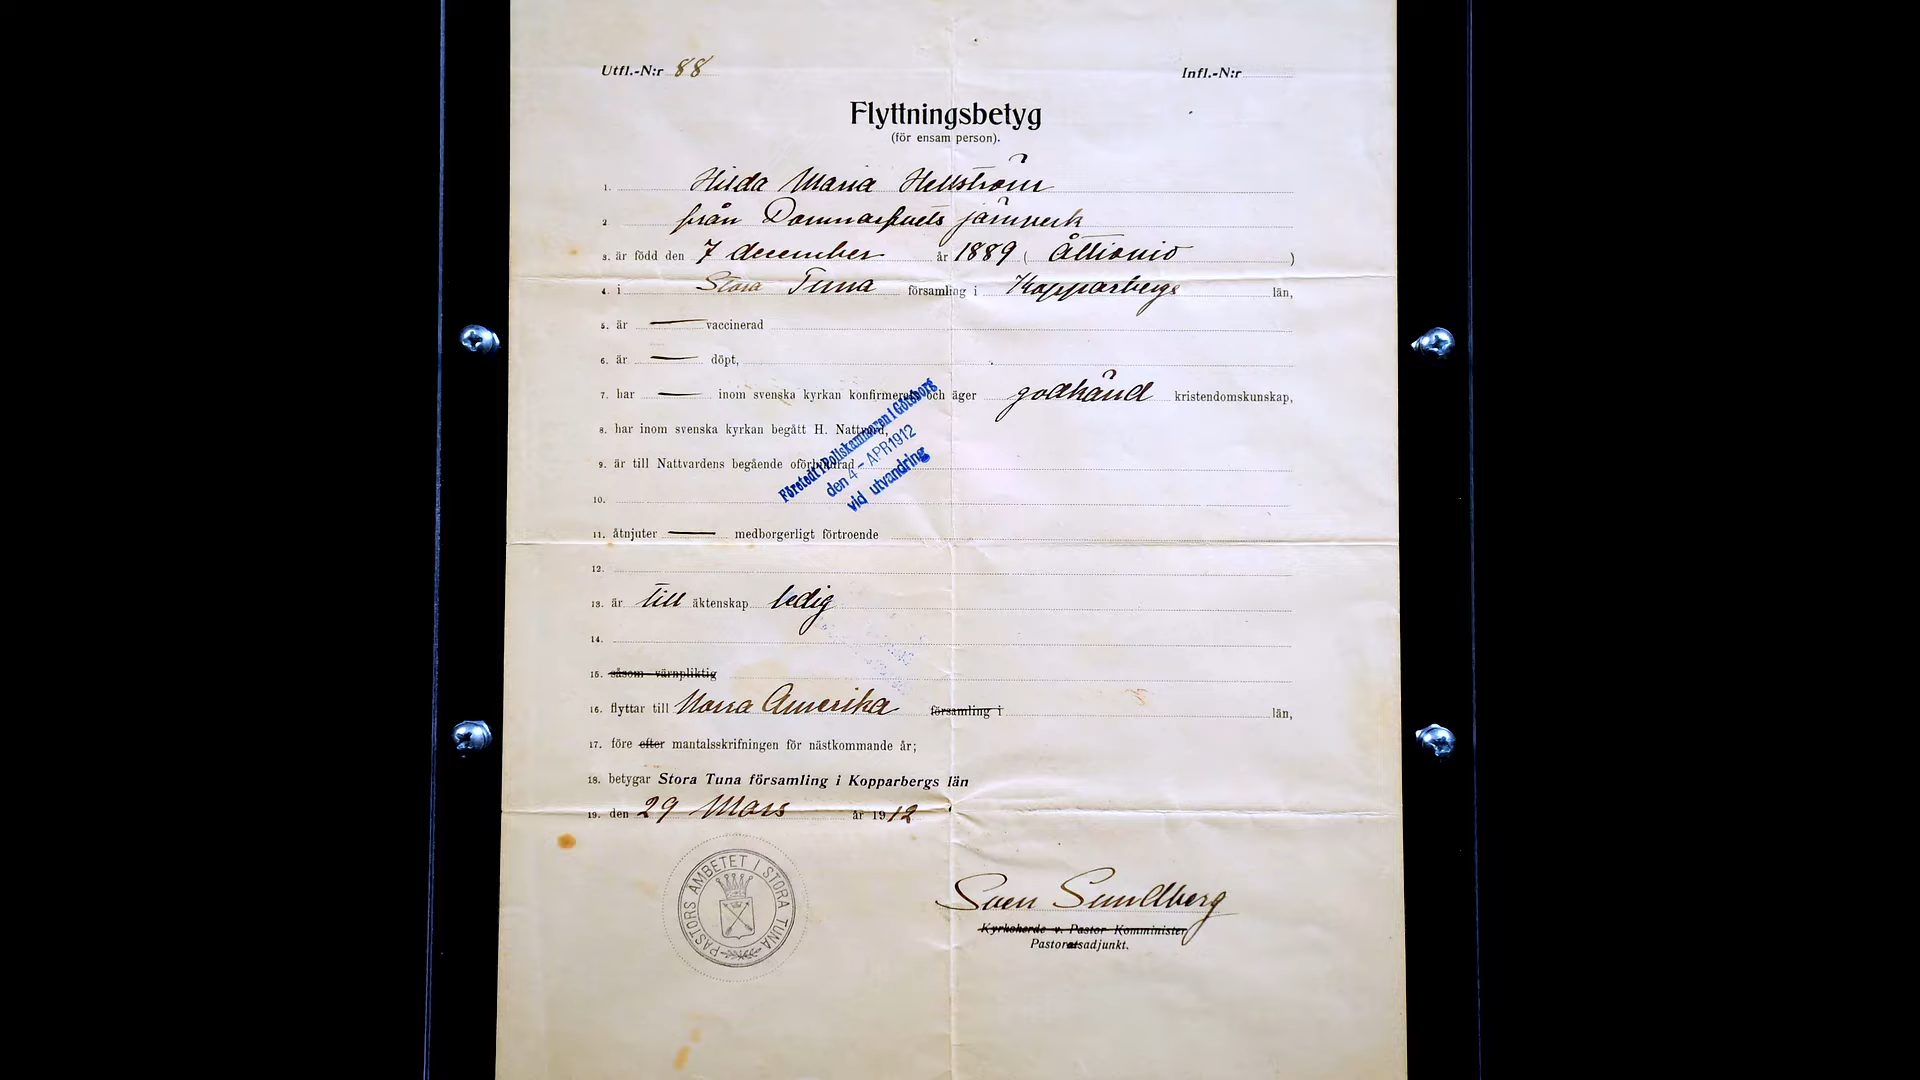 Utfl.-N:r 88 Infl.-N:r
Flyttningsbetyg
(för ensam person).
1. Hilda Maria Hellström
2. från Domnarfvets järnverk
3. är född den 7 december år 1889 ( Åttionio )
4. i Stora Tuna församling i Kopparbergs län,
5. är vaccinerad
6. är döpt,
7. har inom svenska kyrkan konfirmerats och äger godkänd kristendomskunskap,
8. har inom svenska kyrkan begått H. Nattvard,
9. är till Nattvardens begående oförhindrad
Företedt i Poliskammaren i Göteborg
den 4 - APR 1912
vid utvandring
10.
11. åtnjuter medborgerligt förtroende
12.
13. är till äktenskap ledig
14.
15. såsom värnpliktig
16. flyttar till Norra Amerika församling i län,
17. före efter mantalsskrifningen för nästkommande år;
18. betygar Stora Tuna församling i Kopparbergs län
19. den 29 Mars år 1912
PASTORS ÄMBETET I STORA TUNA
Sven Sundberg
Kyrkoherde v. Pastor Komminister
Pastoratsadjunkt.